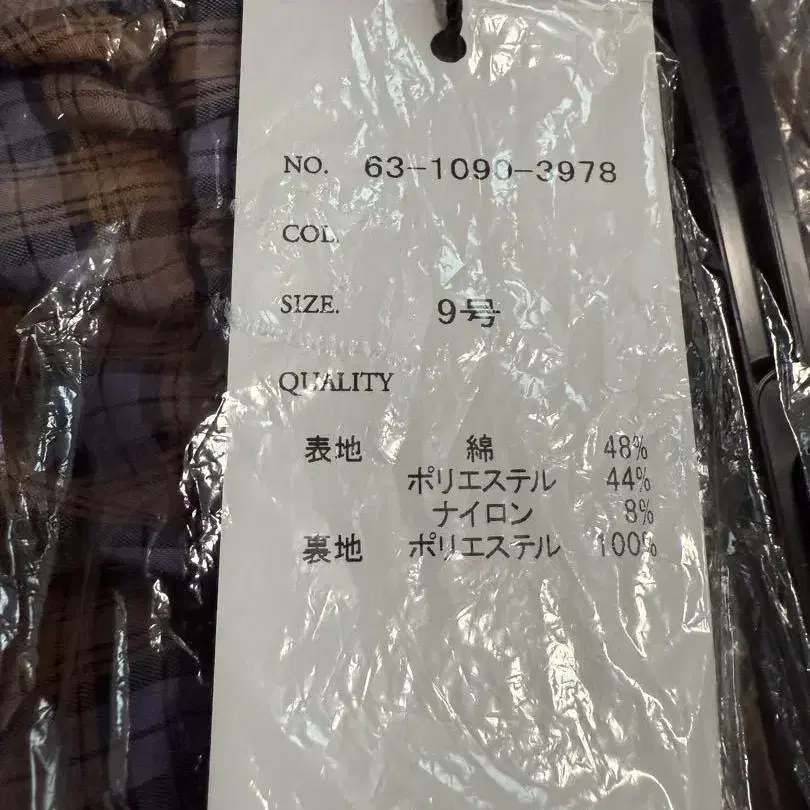 NO. 63-1090-3978
COL.
SIZE. 9号
QUALITY
表地 綿 48%
ポリエステル 44%
ナイロン 8%
裏地 ポリエステル 100%